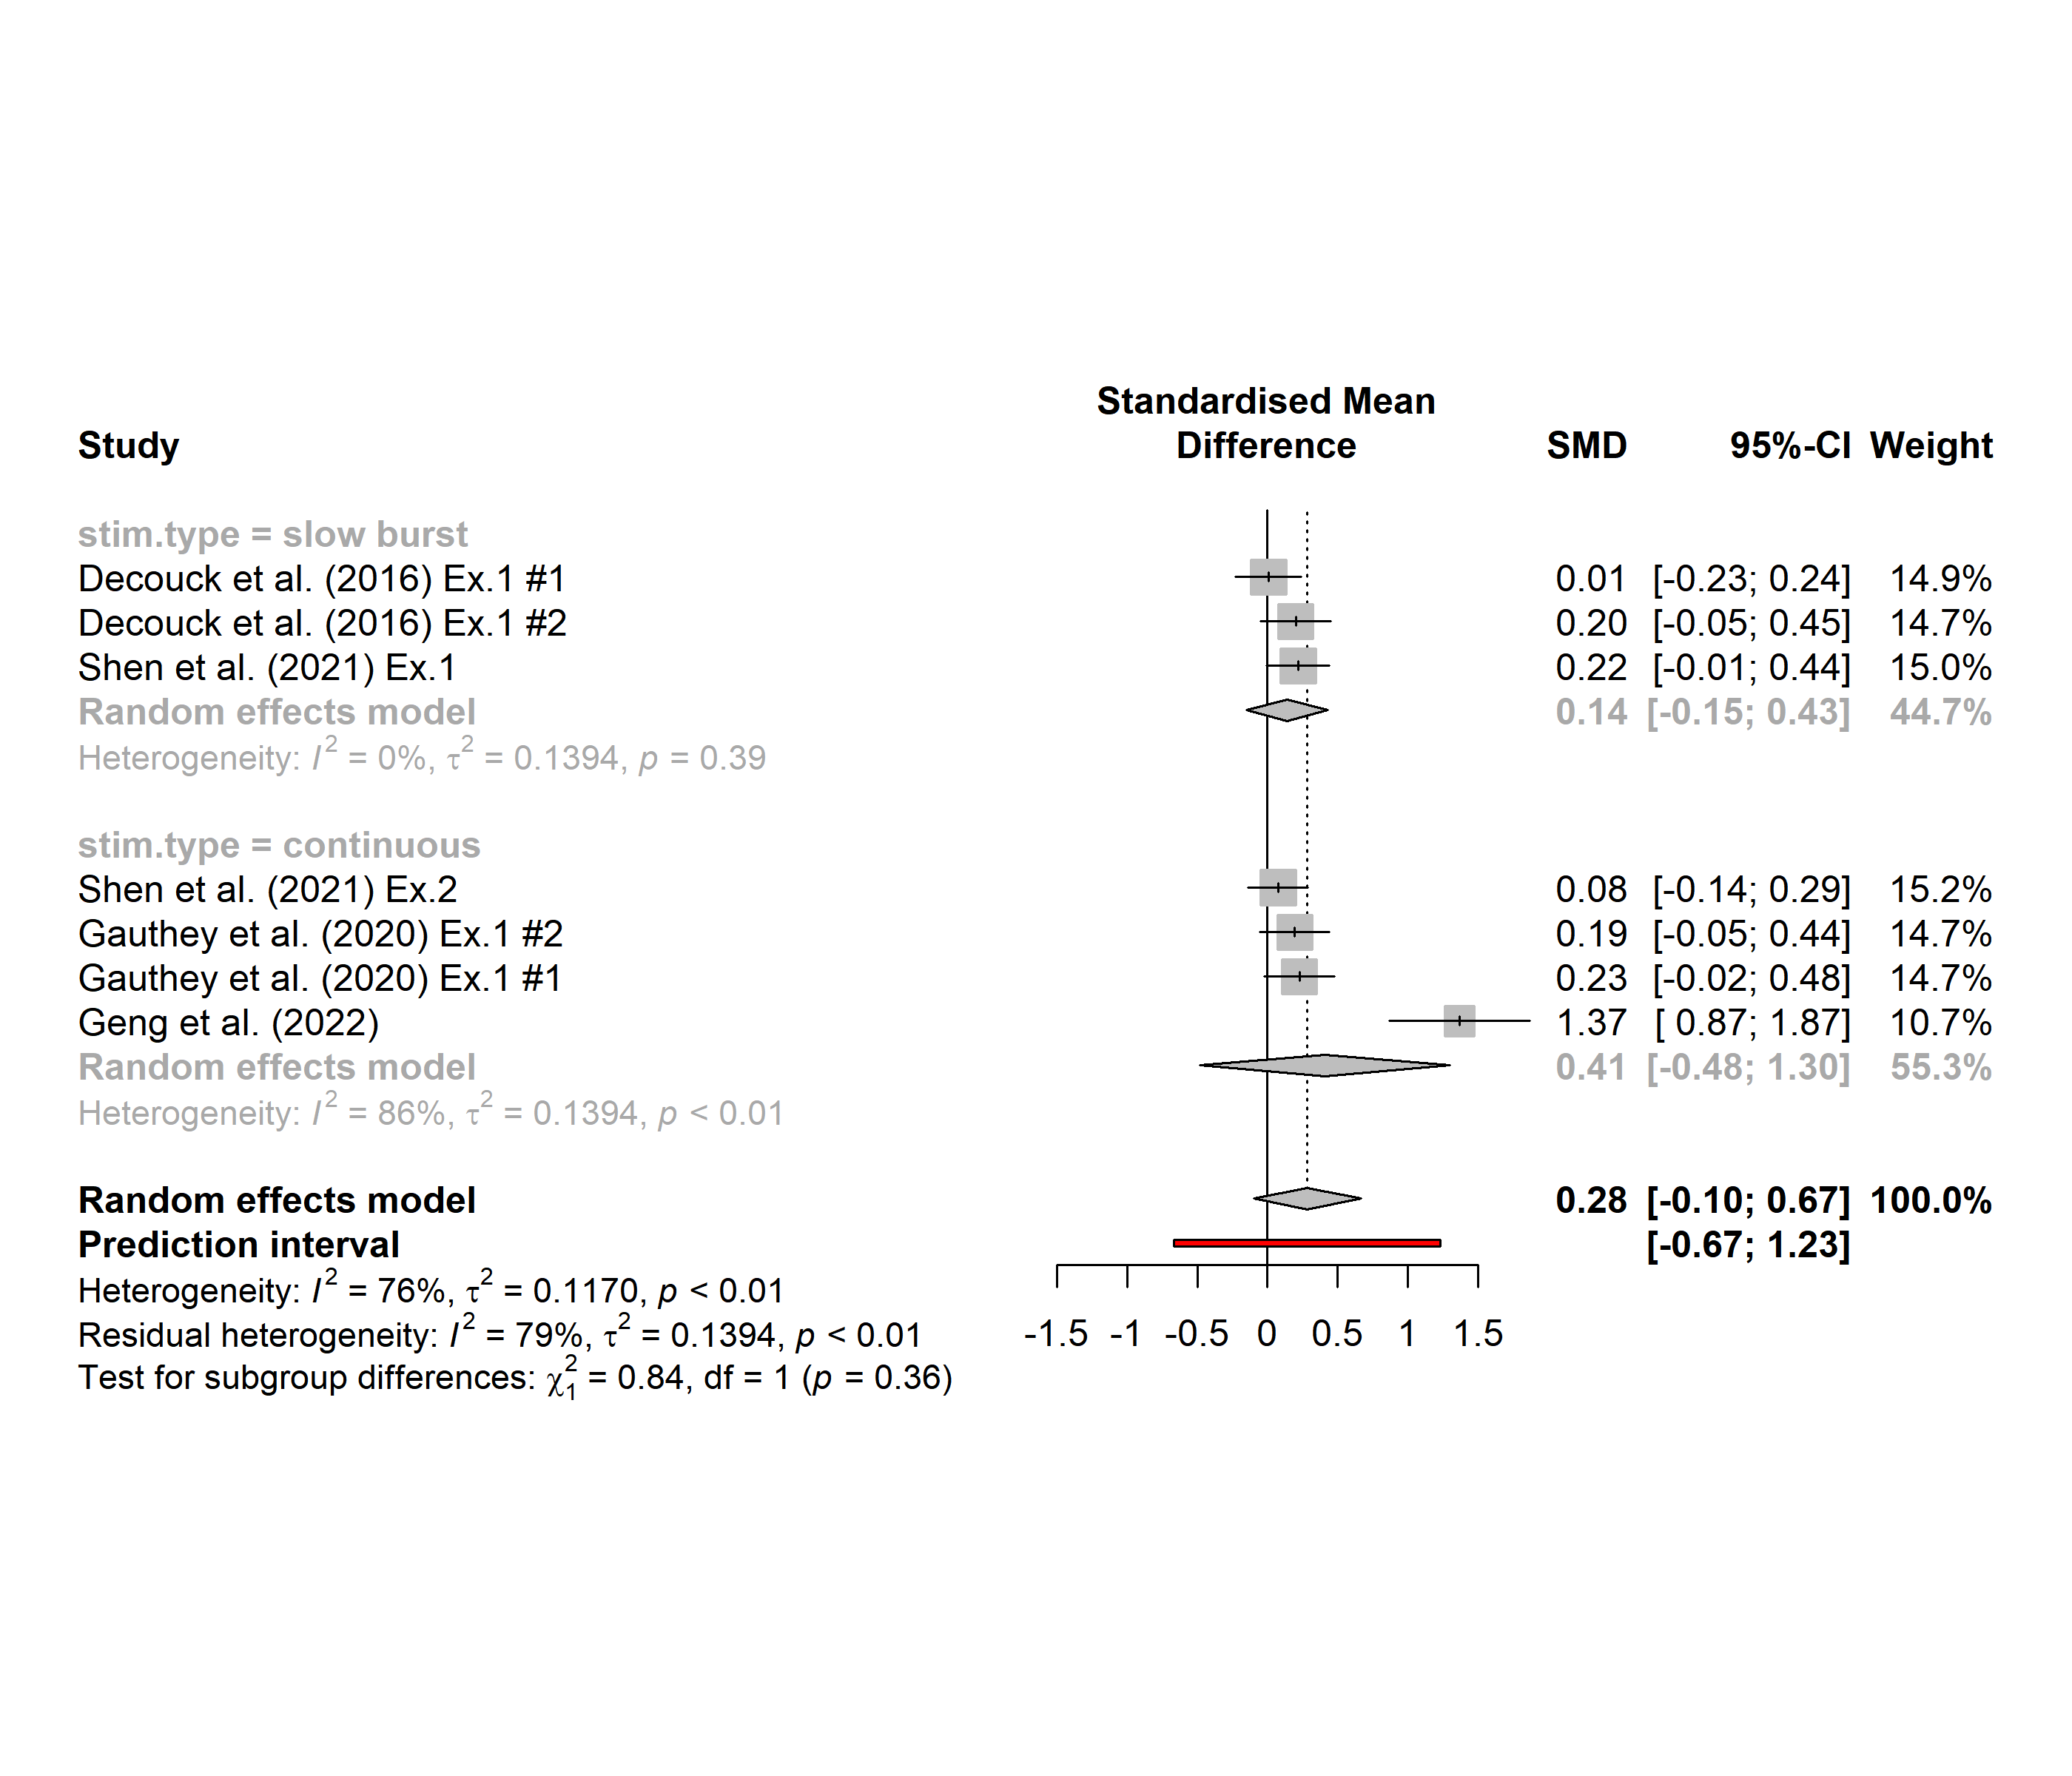 Standardised Mean
Study Difference SMD 95%-CI Weight
stim.type = slow burst
Decouck et al. (2016) Ex.1 #1 0.01 [-0.23; 0.24] 14.9%
Decouck et al. (2016) Ex.1 #2 0.20 [-0.05; 0.45] 14.7%
Shen et al. (2021) Ex.1 0.22 [-0.01; 0.44] 15.0%
Random effects model 0.14 [-0.15; 0.43] 44.7%
Heterogeneity: I² = 0%, τ² = 0.1394, p = 0.39
stim.type = continuous
Shen et al. (2021) Ex.2 0.08 [-0.14; 0.29] 15.2%
Gauthey et al. (2020) Ex.1 #2 0.19 [-0.05; 0.44] 14.7%
Gauthey et al. (2020) Ex.1 #1 0.23 [-0.02; 0.48] 14.7%
Geng et al. (2022) 1.37 [ 0.87; 1.87] 10.7%
Random effects model 0.41 [-0.48; 1.30] 55.3%
Heterogeneity: I² = 86%, τ² = 0.1394, p < 0.01
Random effects model 0.28 [-0.10; 0.67] 100.0%
Prediction interval [-0.67; 1.23]
Heterogeneity: I² = 76%, τ² = 0.1170, p < 0.01
Residual heterogeneity: I² = 79%, τ² = 0.1394, p < 0.01
-1.5 -1 -0.5 0 0.5 1 1.5
Test for subgroup differences: χ₁² = 0.84, df = 1 (p = 0.36)